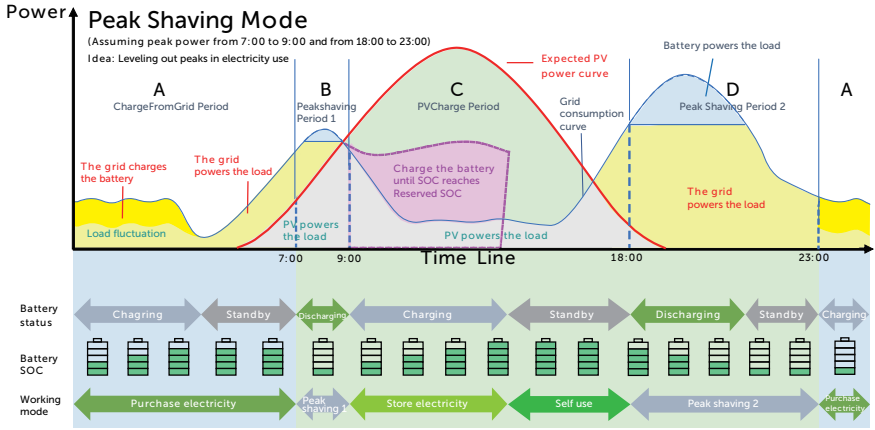 Power
Peak Shaving Mode
(Assuming peak power from 7:00 to 9:00 and from 18:00 to 23:00)
Idea: Leveling out peaks in electricity use
Battery powers the load
Expected PV
power curve
A
B
C
D
A
ChargeFromGrid Period
Peakshaving
Period 1
PVCharge Period
Grid
consumption
curve
Peak Shaving Period 2
The grid charges
the battery
The grid
powers the load
Charge the battery
until SOC reaches
Reserved SOC
The grid
powers the load
Load fluctuation
PV powers
the load
PV powers the load
7:00
9:00
Time Line
18:00
23:00
Battery
status
Chagring
Standby
Discharging
Charging
Standby
Discharging
Standby
Charging
Battery
SOC
Working
mode
Purchase electricity
Peak
shaving 1
Store electricity
Self use
Peak shaving 2
Purchase
electricity